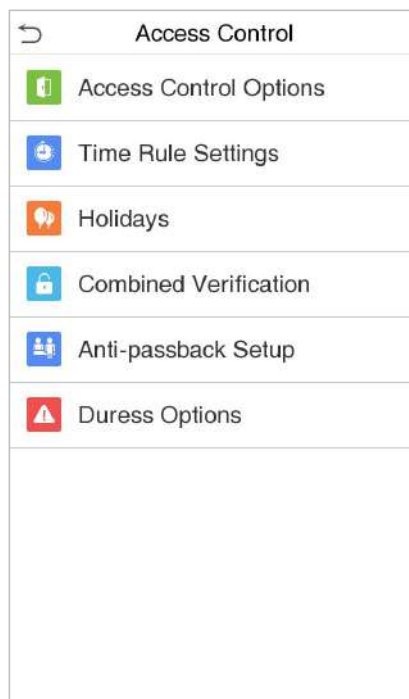 Access Control
Access Control Options
Time Rule Settings
Holidays
Combined Verification
Anti-passback Setup
Duress Options